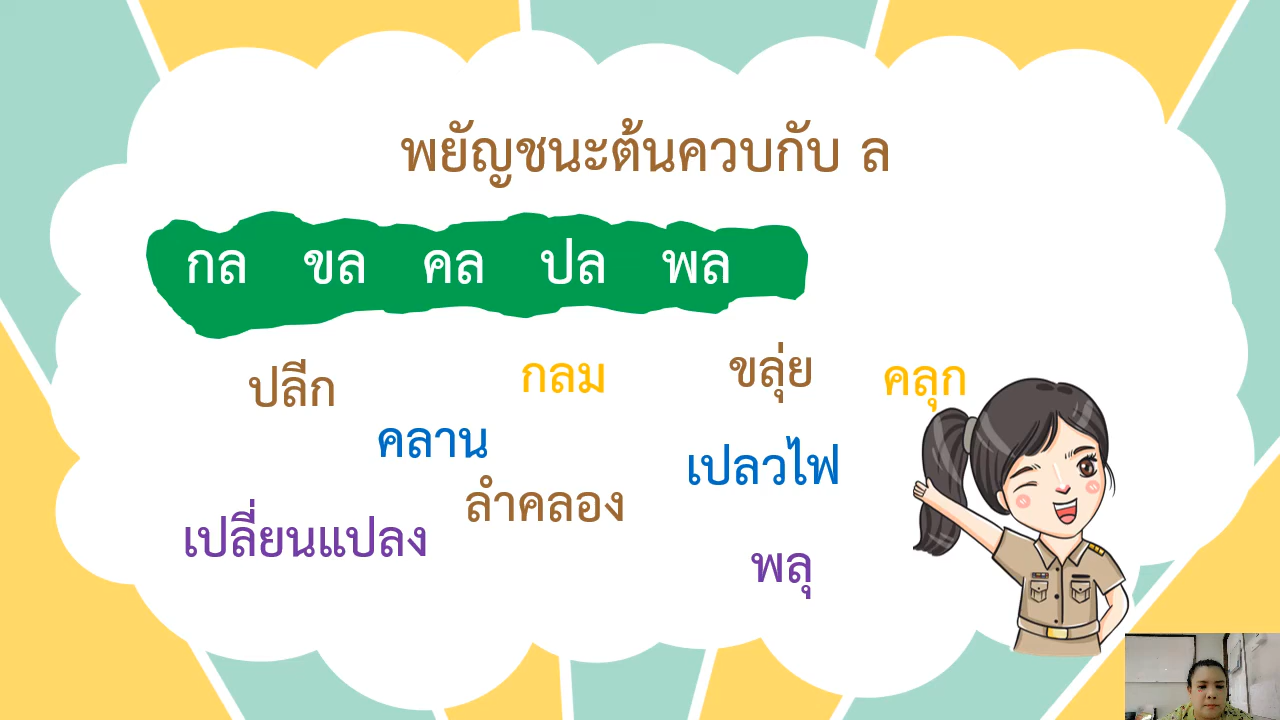 พยัญชนะต้นควบกับ ล
กล ขล คล ปล พล
ปลีก กลม ขลุ่ย คลุก
คลาน เปลวไฟ
ลำคลอง
เปลี่ยนแปลง พลุ